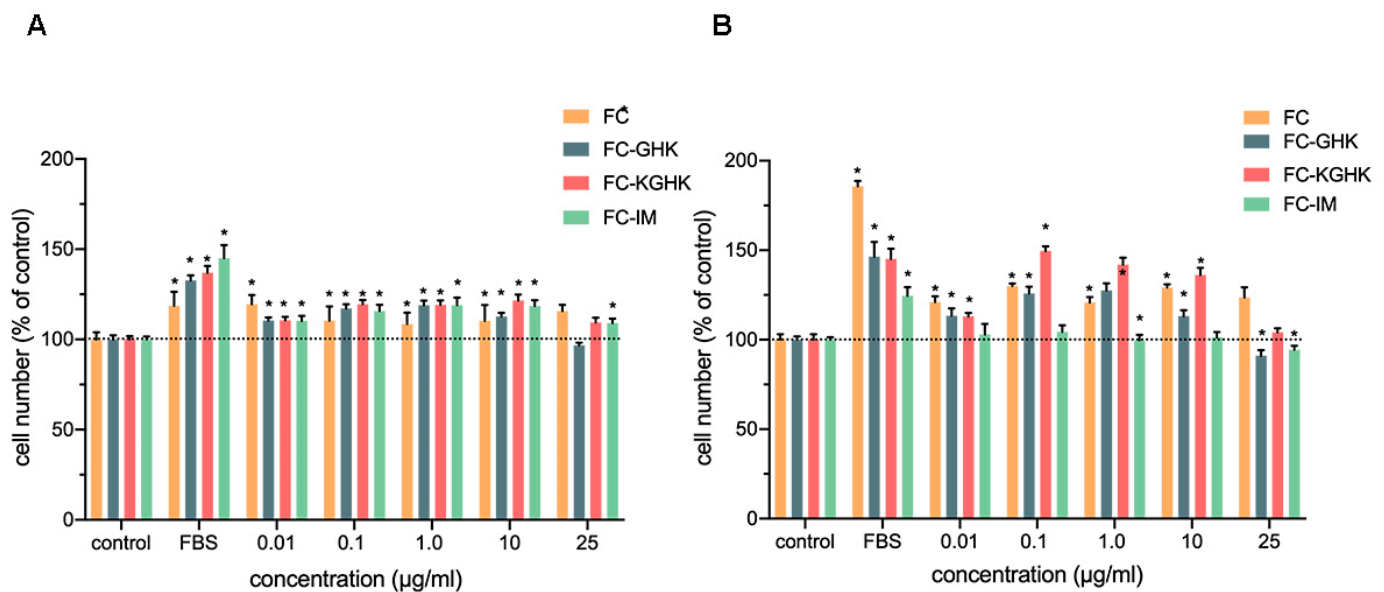 A
B
FC
FC-GHK
FC-KGHK
FC-IM
FC
FC-GHK
FC-KGHK
FC-IM
cell number (% of control)
200
150
100
50
0
control FBS 0.01 0.1 1.0 10 25
concentration (µg/ml)
cell number (% of control)
200
150
100
50
0
control FBS 0.01 0.1 1.0 10 25
concentration (µg/ml)